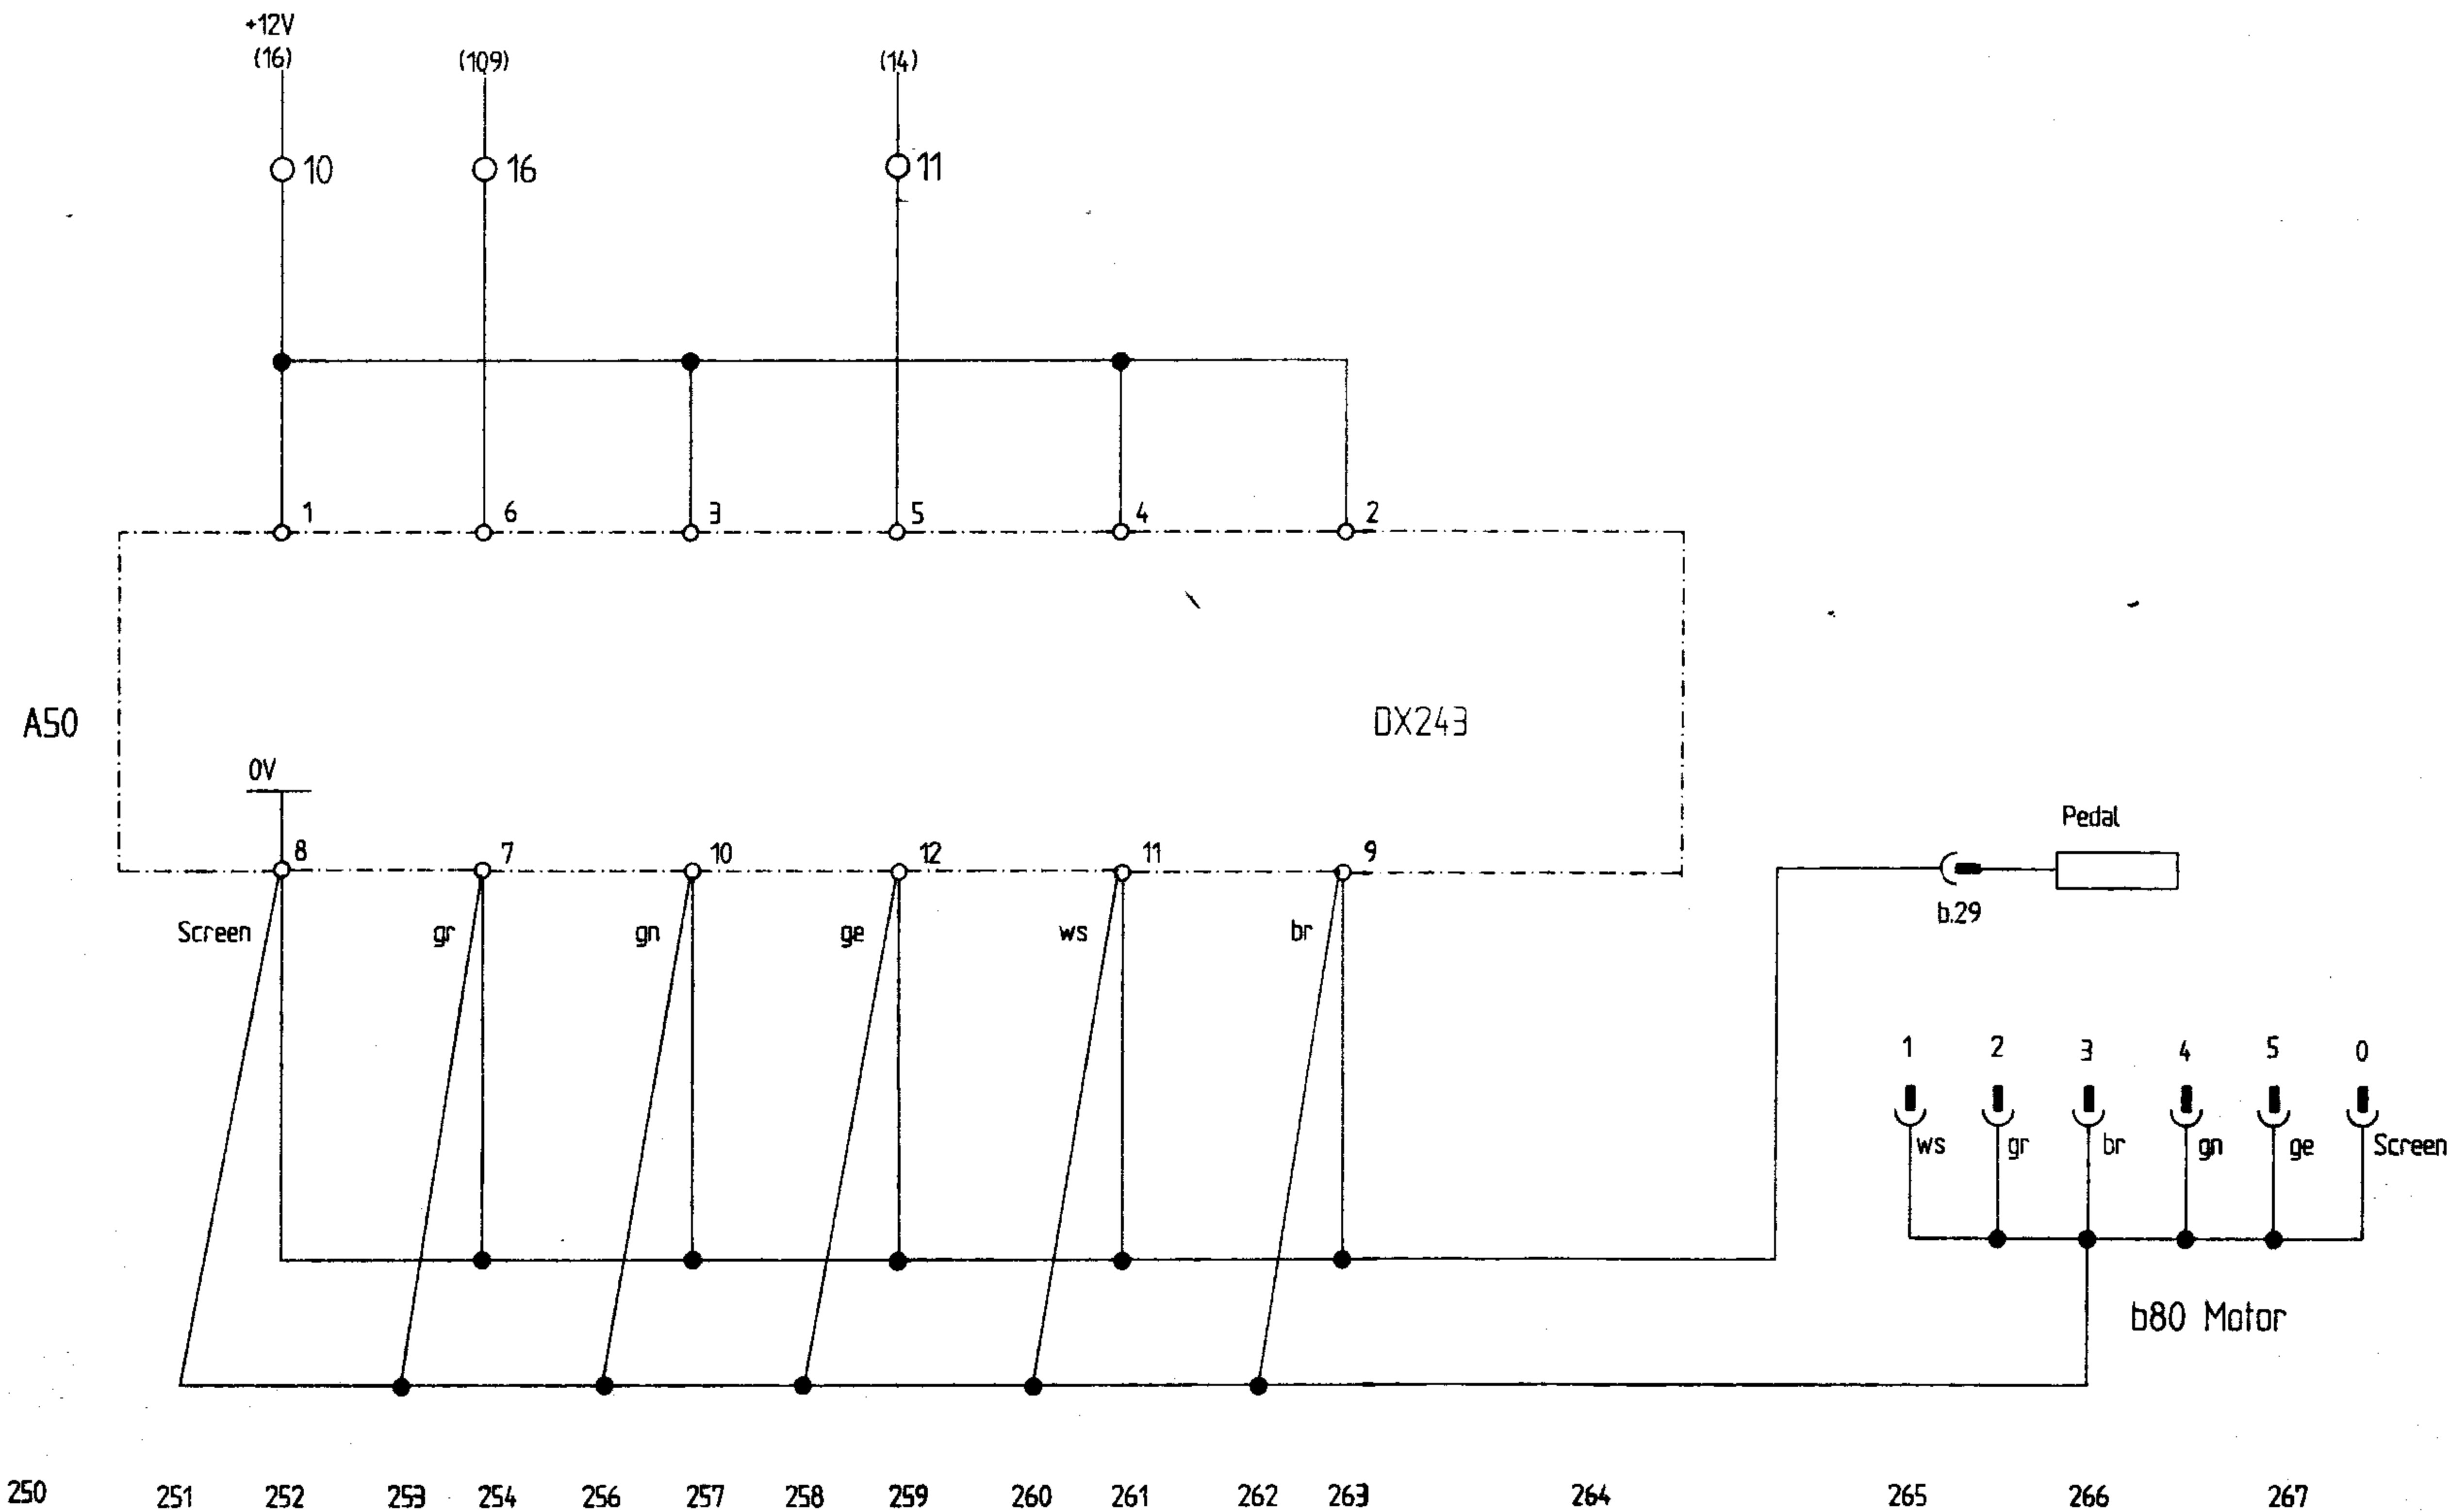 +12V
(16) (109) (14)
10 16 11
1 6 3 5 4 2
A50 DX243
0V
8 7 10 12 11 9
Pedal
b.29
Screen gr gn ge ws br
1 2 3 4 5 0
ws gr br gn ge Screen
b80 Motor
250 251 252 253 254 256 257 258 259 260 261 262 263 264 265 266 267